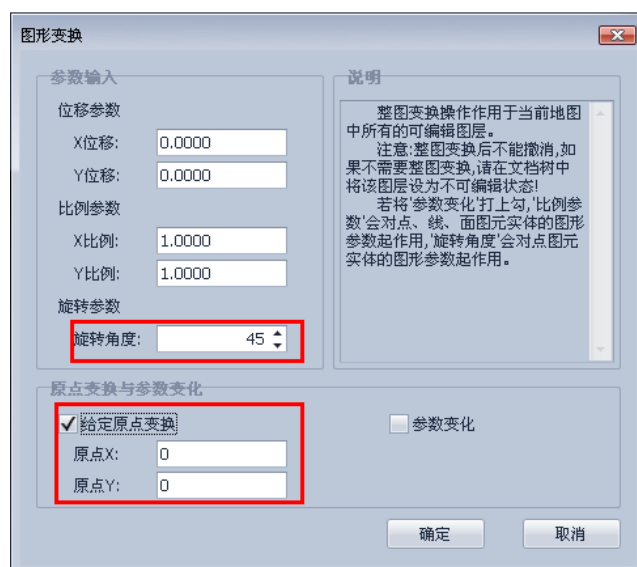 图形变换
参数输入
位移参数
X位移: 0.0000
Y位移: 0.0000
比例参数
X比例: 1.0000
Y比例: 1.0000
旋转参数
旋转角度: 45
说明
整图变换操作作用于当前地图
中所有的可编辑图层。
注意:整图变换后不能撤消,如
果不需要整图变换,请在文档树中
将该图层设为不可编辑状态!
若将'参数变化'打上勾,'比例参
数'会对点、线、面图元实体的图形
参数起作用,'旋转角度'会对点图元
实体的图形参数起作用。
原点变换与参数变化
给定原点变换
参数变化
原点X: 0
原点Y: 0
确定
取消